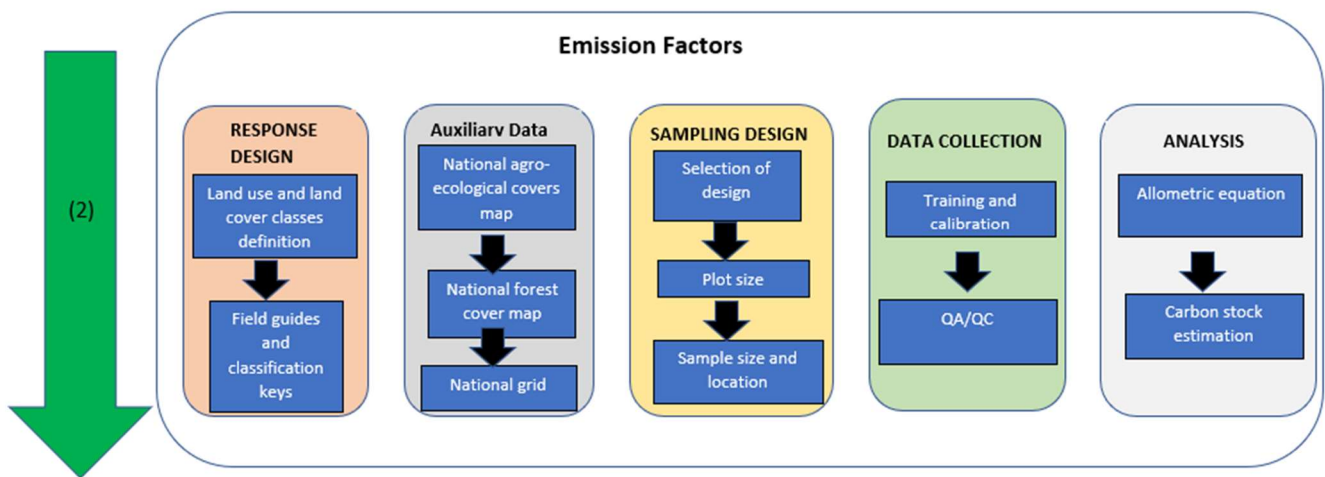 Emission Factors
(2)
RESPONSE
DESIGN
Land use and land
cover classes
definition
Field guides
and
classification
keys
Auxiliary Data
National agro-
ecological covers
map
National forest
cover map
National grid
SAMPLING DESIGN
Selection of
design
Plot size
Sample size and
location
DATA COLLECTION
Training and
calibration
QA/QC
ANALYSIS
Allometric equation
Carbon stock
estimation